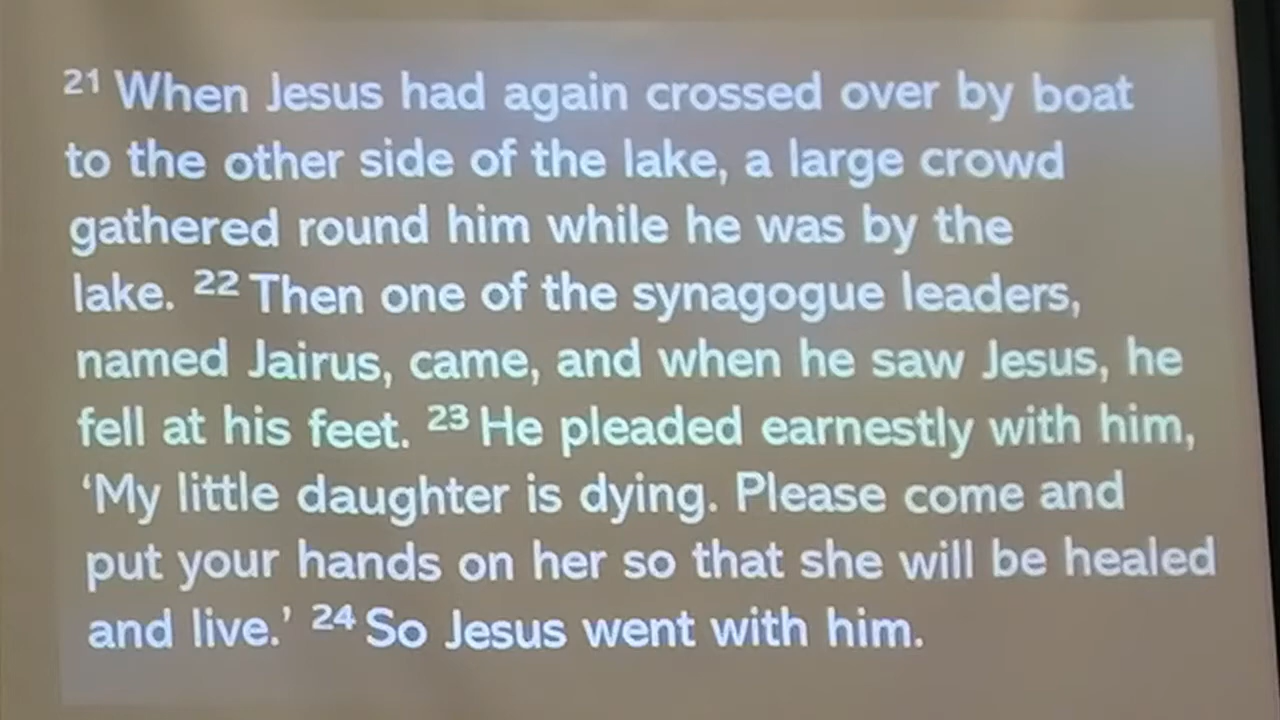 21 When Jesus had again crossed over by boat
to the other side of the lake, a large crowd
gathered round him while he was by the
lake. 22 Then one of the synagogue leaders,
named Jairus, came, and when he saw Jesus, he
fell at his feet. 23 He pleaded earnestly with him,
‘My little daughter is dying. Please come and
put your hands on her so that she will be healed
and live.’ 24 So Jesus went with him.